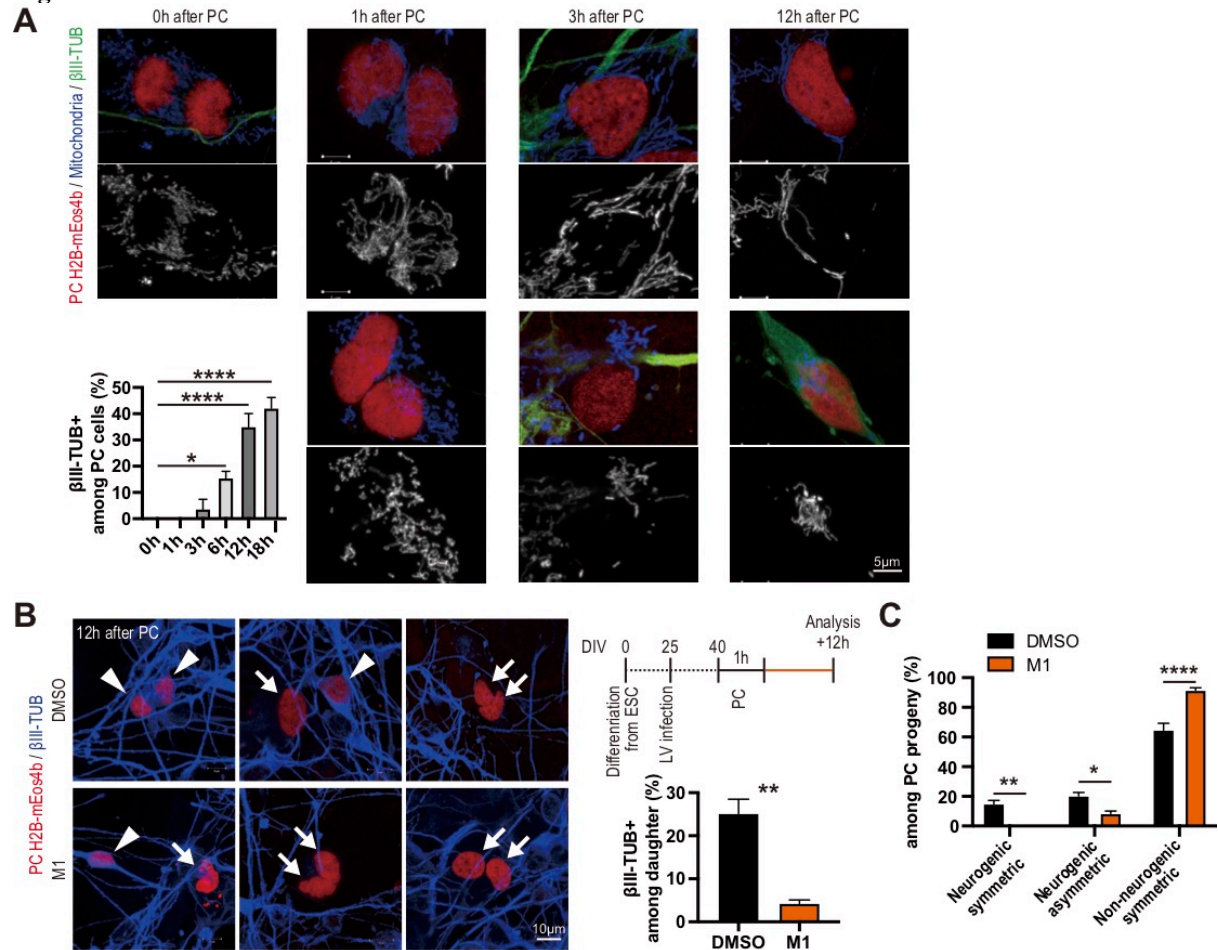 A
0h after PC
1h after PC
3h after PC
12h after PC
PC H2B-mEos4b / Mitochondria / βIII-TUB
βIII-TUB+
among PC cells (%)
50
40
30
20
10
0
****
****
*
0h
1h
3h
6h
12h
18h
5μm
B
12h after PC
PC H2B-mEos4b / βIII-TUB
DMSO
M1
10μm
Analysis
+12h
DIV 0 25 40 1h
Differenriation
from ESC
LV infection
PC
βIII-TUB+
among daughter (%)
30
20
10
0
**
DMSO
M1
C
DMSO
M1
among PC progeny (%)
100
80
60
40
20
0
**
*
****
Neurogenic
symmetric
Neurogenic
asymmetric
Non-neurogenic
symmetric